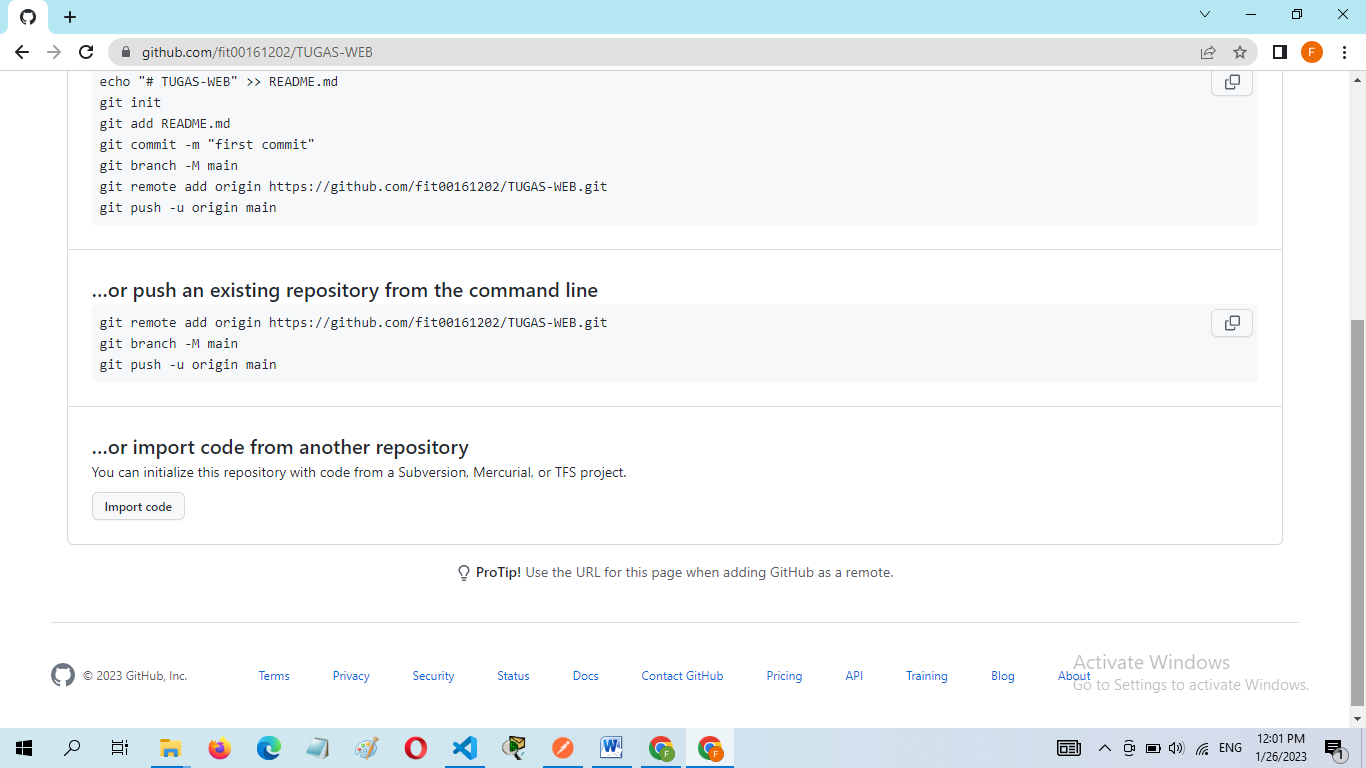 github.com/fit00161202/TUGAS-WEB
F
echo "# TUGAS-WEB" >> README.md
git init
git add README.md
git commit -m "first commit"
git branch -M main
git remote add origin https://github.com/fit00161202/TUGAS-WEB.git
git push -u origin main
…or push an existing repository from the command line
git remote add origin https://github.com/fit00161202/TUGAS-WEB.git
git branch -M main
git push -u origin main
…or import code from another repository
You can initialize this repository with code from a Subversion, Mercurial, or TFS project.
Import code
ProTip! Use the URL for this page when adding GitHub as a remote.
© 2023 GitHub, Inc. Terms Privacy Security Status Docs Contact GitHub Pricing API Training Blog About
Activate Windows
Go to Settings to activate Windows.
W F F ENG 12:01 PM 1
1/26/2023